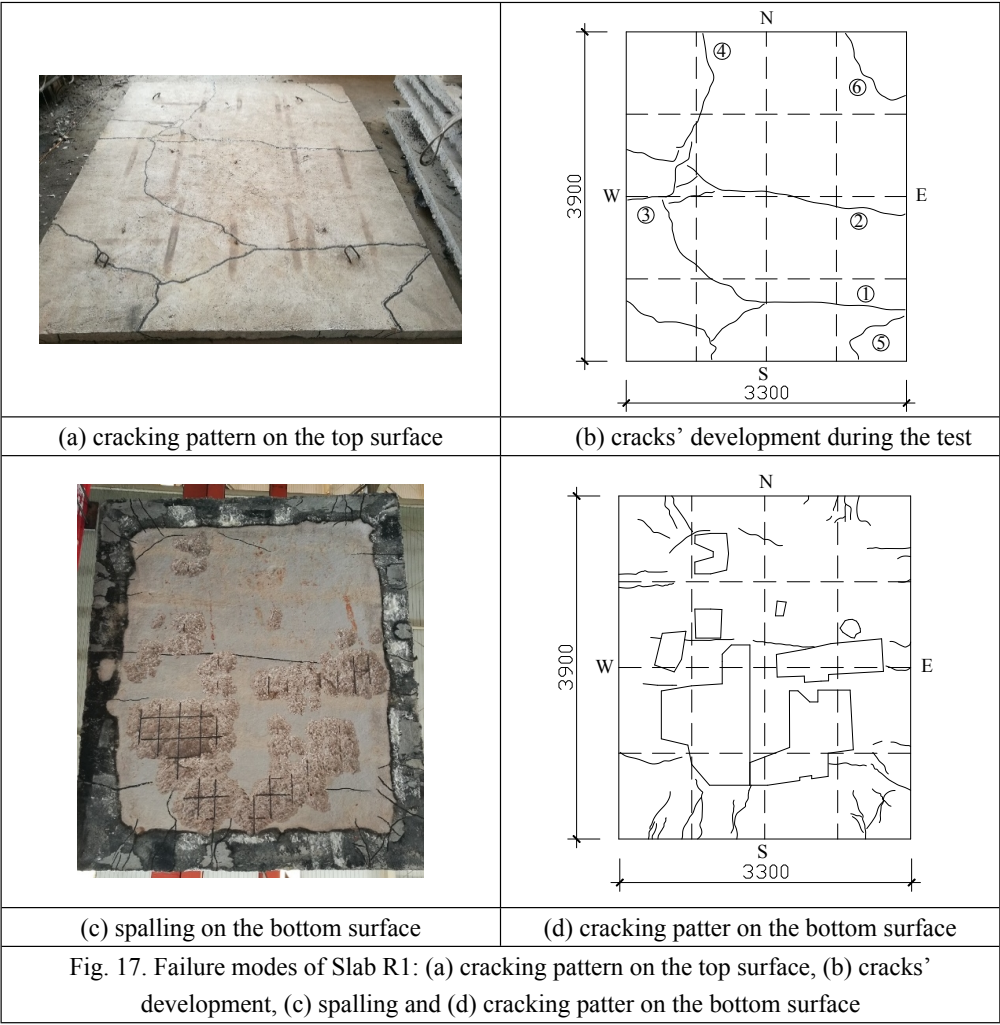 N
④
⑥
3900
W
E
③
②
①
⑤
S
3300
(a) cracking pattern on the top surface
(b) cracks’ development during the test
N
3900
W
E
S
3300
(c) spalling on the bottom surface
(d) cracking patter on the bottom surface
Fig. 17. Failure modes of Slab R1: (a) cracking pattern on the top surface, (b) cracks’
development, (c) spalling and (d) cracking patter on the bottom surface